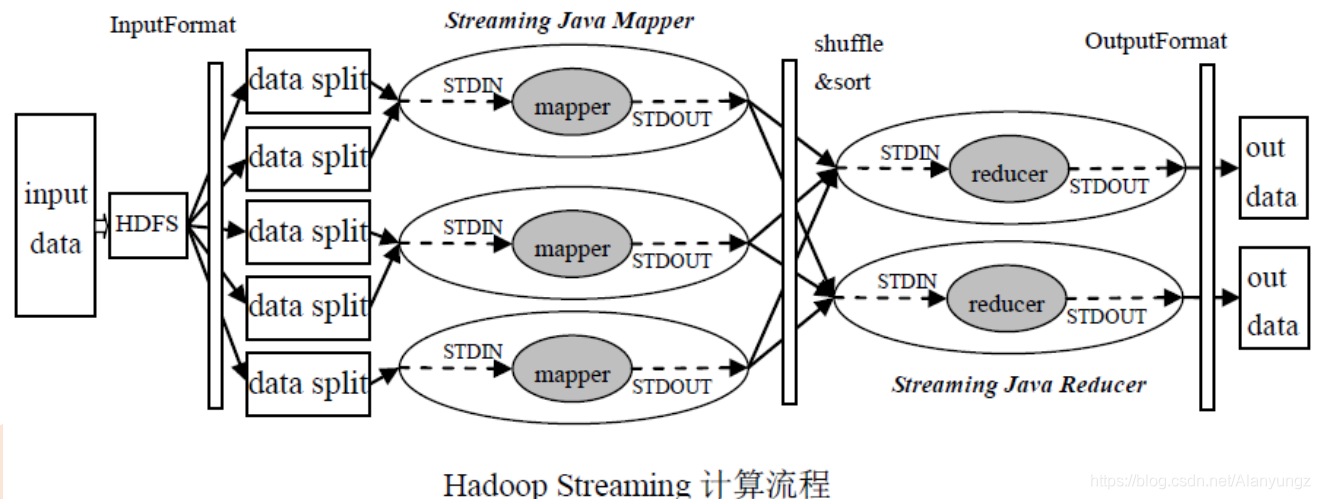 InputFormat
Streaming Java Mapper
shuffle
&sort
OutputFormat
input
data
HDFS
data split
data split
data split
data split
data split
STDIN
mapper
STDOUT
STDIN
mapper
STDOUT
STDIN
mapper
STDOUT
STDIN
reducer
STDOUT
STDIN
reducer
STDOUT
out
data
out
data
Streaming Java Reducer
Hadoop Streaming 计算流程
https://blog.csdn.net/Alanyungz